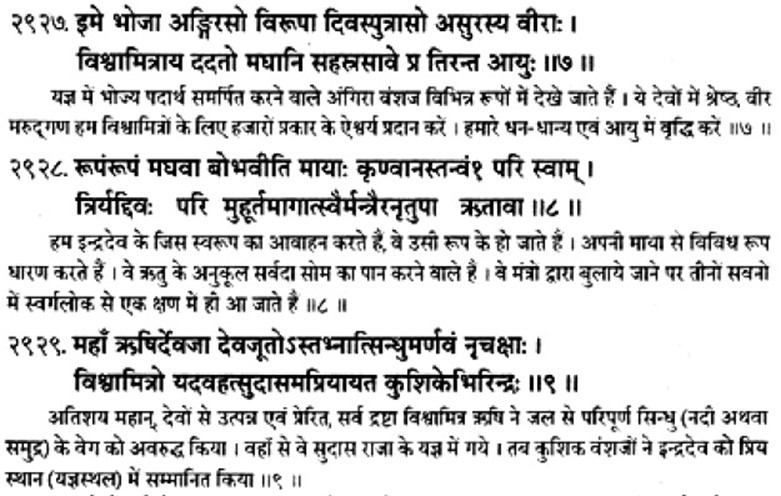 २९२७. इमे भोजा अङ्गिरसो विरूपा दिवस्पुत्रासो असुरस्य वीराः ।
विश्वामित्राय ददतो मघानि सहस्रसावे प्र तिरन्त आयुः ॥७ ॥
यज्ञ में भोज्य पदार्थ समर्पित करने वाले अंगिरा वंशज विभिन्न रूपों में देखे जाते हैं । ये देवों में श्रेष्ठ, वीर
मरुद्गण हम विश्वामित्रों के लिए हजारों प्रकार के ऐश्वर्य प्रदान करें । हमारे धन-धान्य एवं आयु में वृद्धि करें ॥७ ॥
२९२८. रूपंरूपं मघवा बोभवीति मायाः कृण्वानस्तन्वं१ परि स्वाम् ।
त्रिर्यद्दिवः परि मुहूर्तमागात्स्वैर्मन्त्रैरनृतुपा ऋतावा ॥८ ॥
हम इन्द्रदेव के जिस स्वरूप का आवाहन करते हैं, वे उसी रूप के हो जाते हैं । अपनी माया से विविध रूप
धारण करते हैं । वे ऋतु के अनुकूल सर्वदा सोम का पान करने वाले है । वे मंत्रो द्वारा बुलाये जाने पर तीनों सवनो
में स्वर्गलोक से एक क्षण में ही आ जाते हैं ॥८ ॥
२९२९. महाँ ऋषिर्देवजा देवजूतोऽस्तभ्नात्सिन्धुमर्णवं नृचक्षाः ।
विश्वामित्रो यदवहत्सुदासमप्रियायत कुशिकेभिरिन्द्रः ॥९ ॥
अतिशय महान्, देवों से उत्पन्न एवं प्रेरित, सर्व द्रष्टा विश्वामित्र ऋषि ने जल से परिपूर्ण सिन्धु (नदी अथवा
समुद्र) के वेग को अवरुद्ध किया । वहाँ से वे सुदास राजा के यज्ञ में गये । तब कुशिक वंशजों ने इन्द्रदेव को प्रिय
स्थान (यज्ञस्थल) में सम्मानित किया ॥९ ॥